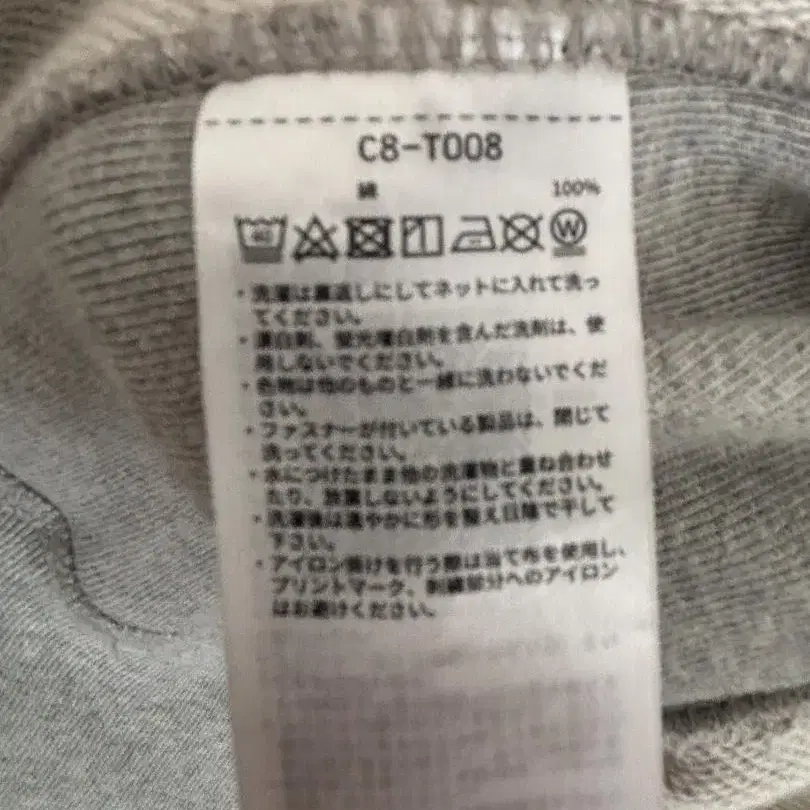 C8-T008
綿 100%
40
W
・洗濯は裏返しにしてネットに入れて洗っ
てください。
・漂白剤、蛍光増白剤を含んだ洗剤は、使
用しないでください。
・色物は他のものと一緒に洗わないでくだ
さい。
・ファスナーが付いている製品は、閉じて
洗ってください。
・水につけたまま他の洗濯物と重ね合わせ
たり、放置しないようにしてください。
・洗濯後は速やかに形を整え日陰で干して
下さい。
・アイロン掛けを行う際は当て布を使用し、
プリントマーク、刺繍部分へのアイロン
はお避けください。